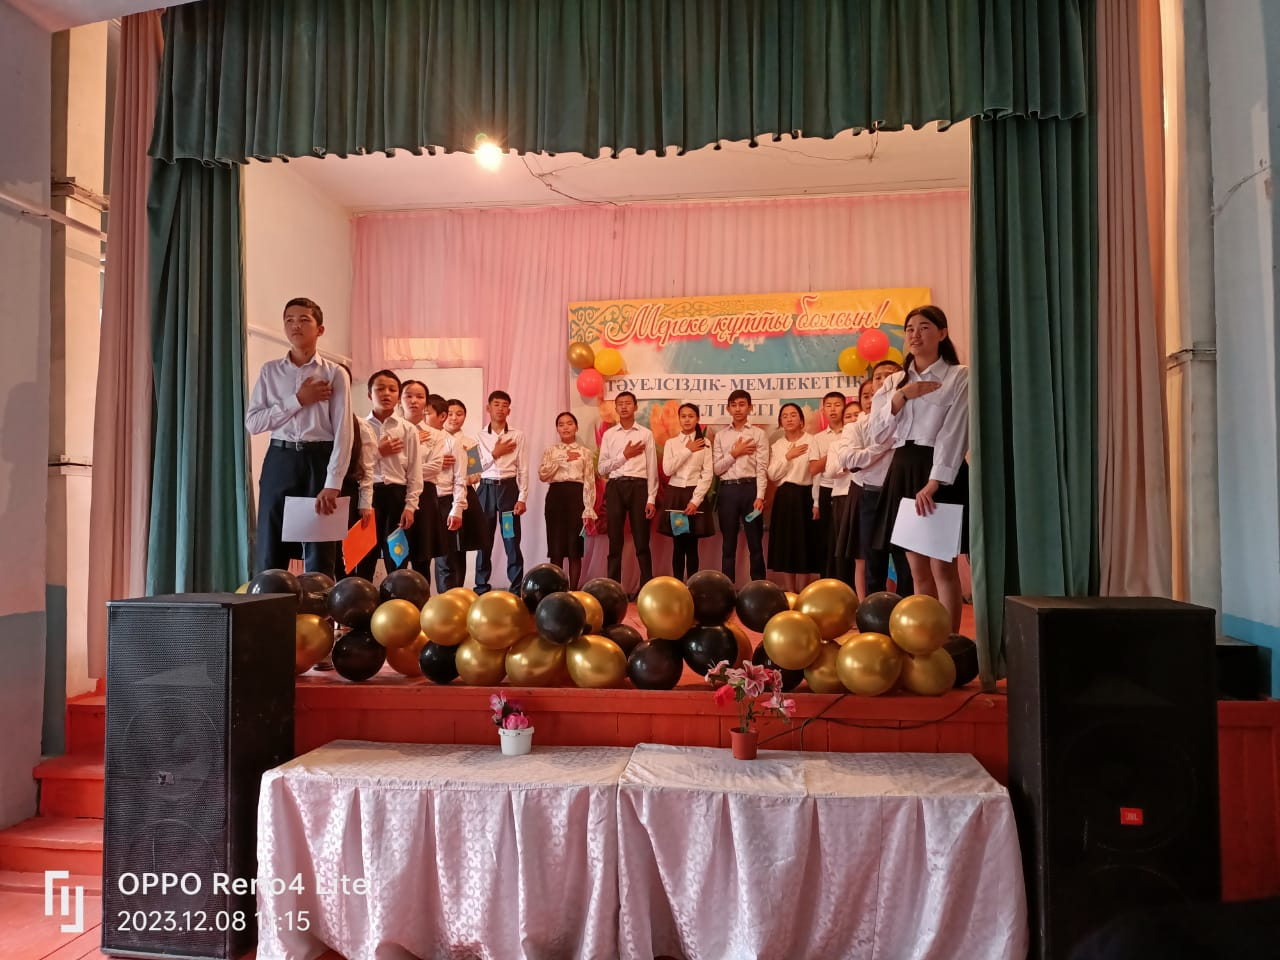 Мереке құтты болсын!
ТӘУЕЛСІЗДІК- МЕМЛЕКЕТТІК
JBL
OPPO Reno4 Lite
2023.12.08